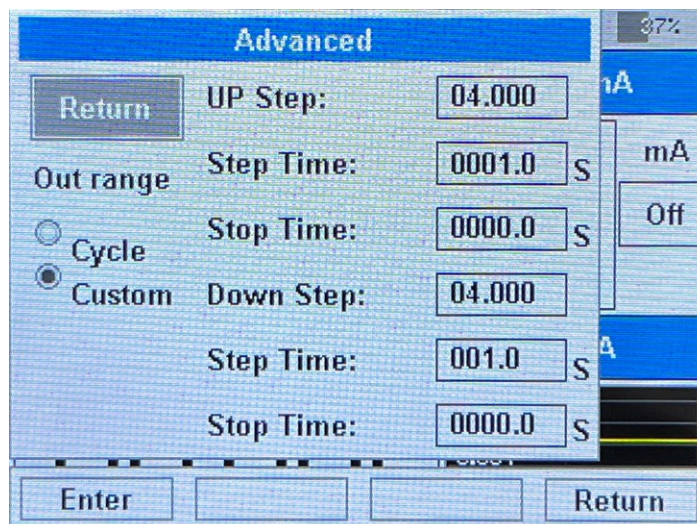 Advanced
37%
Return
UP Step: 04.000
mA
Out range
Step Time: 0001.0 S
Off
Cycle
Stop Time: 0000.0 S
Custom
Down Step: 04.000
Step Time: 001.0 S
A
Stop Time: 0000.0 S
Enter
Return